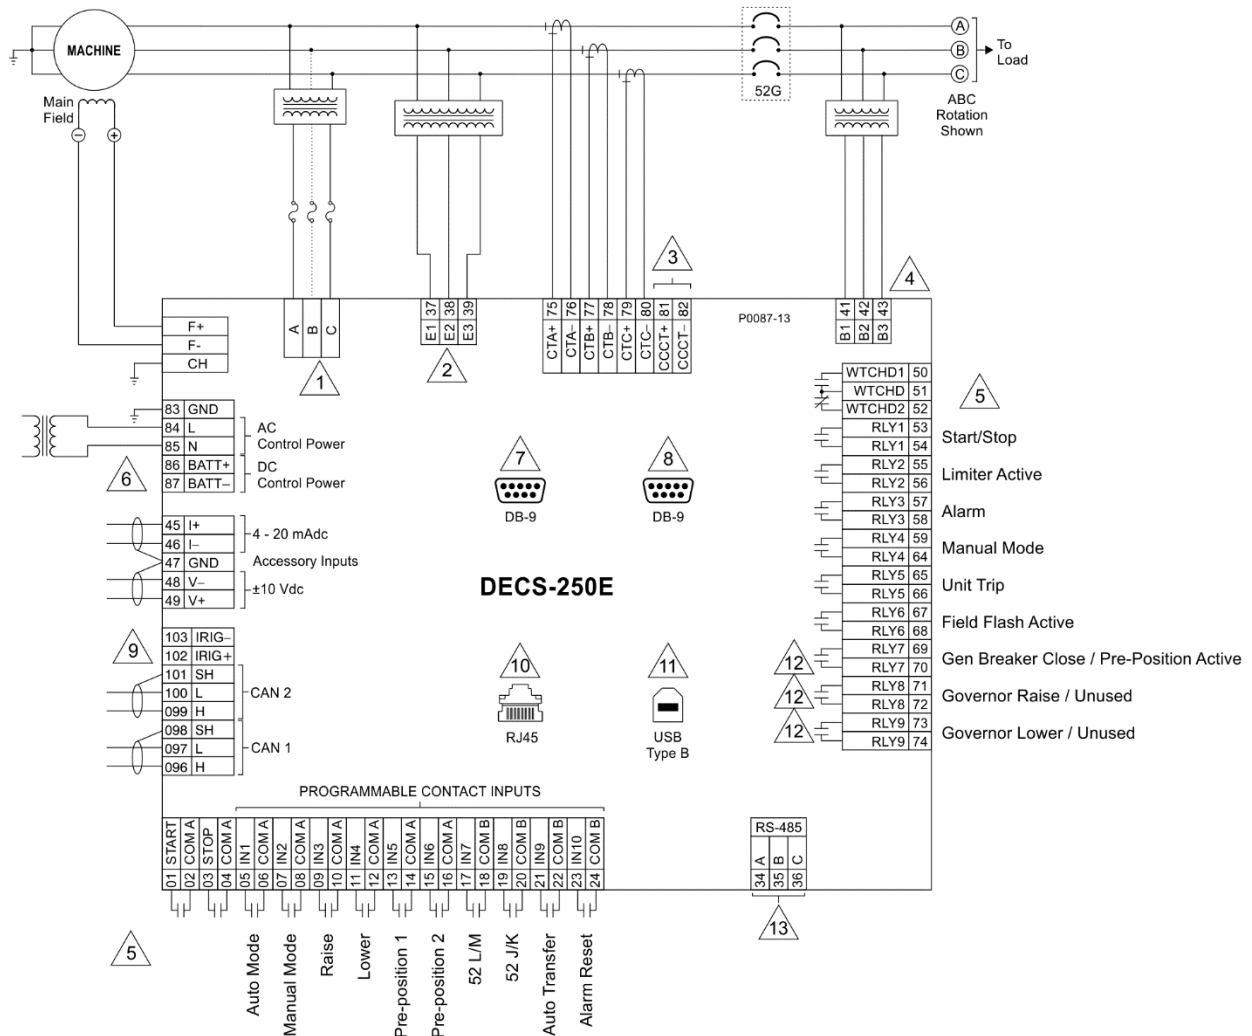 MACHINE
Main
Field
−
+
52G
A
B
C
To
Load
ABC
Rotation
Shown
F+
F-
CH
A
B
C
1
E1 37
E2 38
E3 39
2
CTA+ 75
CTA– 76
CTB+ 77
CTB– 78
CTC+ 79
CTC– 80
CCCT+ 81
CCCT– 82
3
P0087-13
B1 41
B2 42
B3 43
4
83 GND
84 L
85 N
AC
Control Power
86 BATT+
87 BATT–
DC
Control Power
6
45 I+
46 I–
4 - 20 mAdc
47 GND
Accessory Inputs
48 V–
49 V+
±10 Vdc
9
103 IRIG–
102 IRIG+
101 SH
100 L
099 H
CAN 2
098 SH
097 L
096 H
CAN 1
7
DB-9
8
DB-9
DECS-250E
10
RJ45
11
USB
Type B
WTCHD1 50
WTCHD 51
WTCHD2 52
5
RLY1 53
RLY1 54
Start/Stop
RLY2 55
RLY2 56
Limiter Active
RLY3 57
RLY3 58
Alarm
RLY4 59
RLY4 64
Manual Mode
RLY5 65
RLY5 66
Unit Trip
RLY6 67
RLY6 68
Field Flash Active
12
RLY7 69
RLY7 70
Gen Breaker Close / Pre-Position Active
12
RLY8 71
RLY8 72
Governor Raise / Unused
12
RLY9 73
RLY9 74
Governor Lower / Unused
PROGRAMMABLE CONTACT INPUTS
01 START
02 COM A
03 STOP
04 COM A
05 IN1
06 COM A
07 IN2
08 COM A
09 IN3
10 COM A
11 IN4
12 COM A
13 IN5
14 COM A
15 IN6
16 COM A
17 IN7
18 COM B
19 IN8
20 COM B
21 IN9
22 COM B
23 IN10
24 COM B
5
Auto Mode
Manual Mode
Raise
Lower
Pre-position 1
Pre-position 2
52 L/M
52 J/K
Auto Transfer
Alarm Reset
RS-485
34 A
35 B
36 C
13